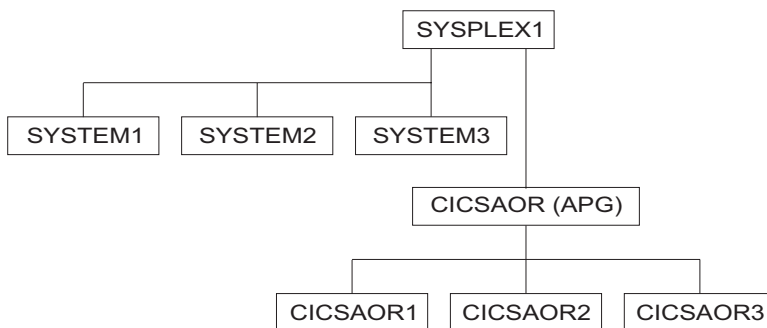 SYSPLEX1
SYSTEM1
SYSTEM2
SYSTEM3
CICSAOR (APG)
CICSAOR1
CICSAOR2
CICSAOR3